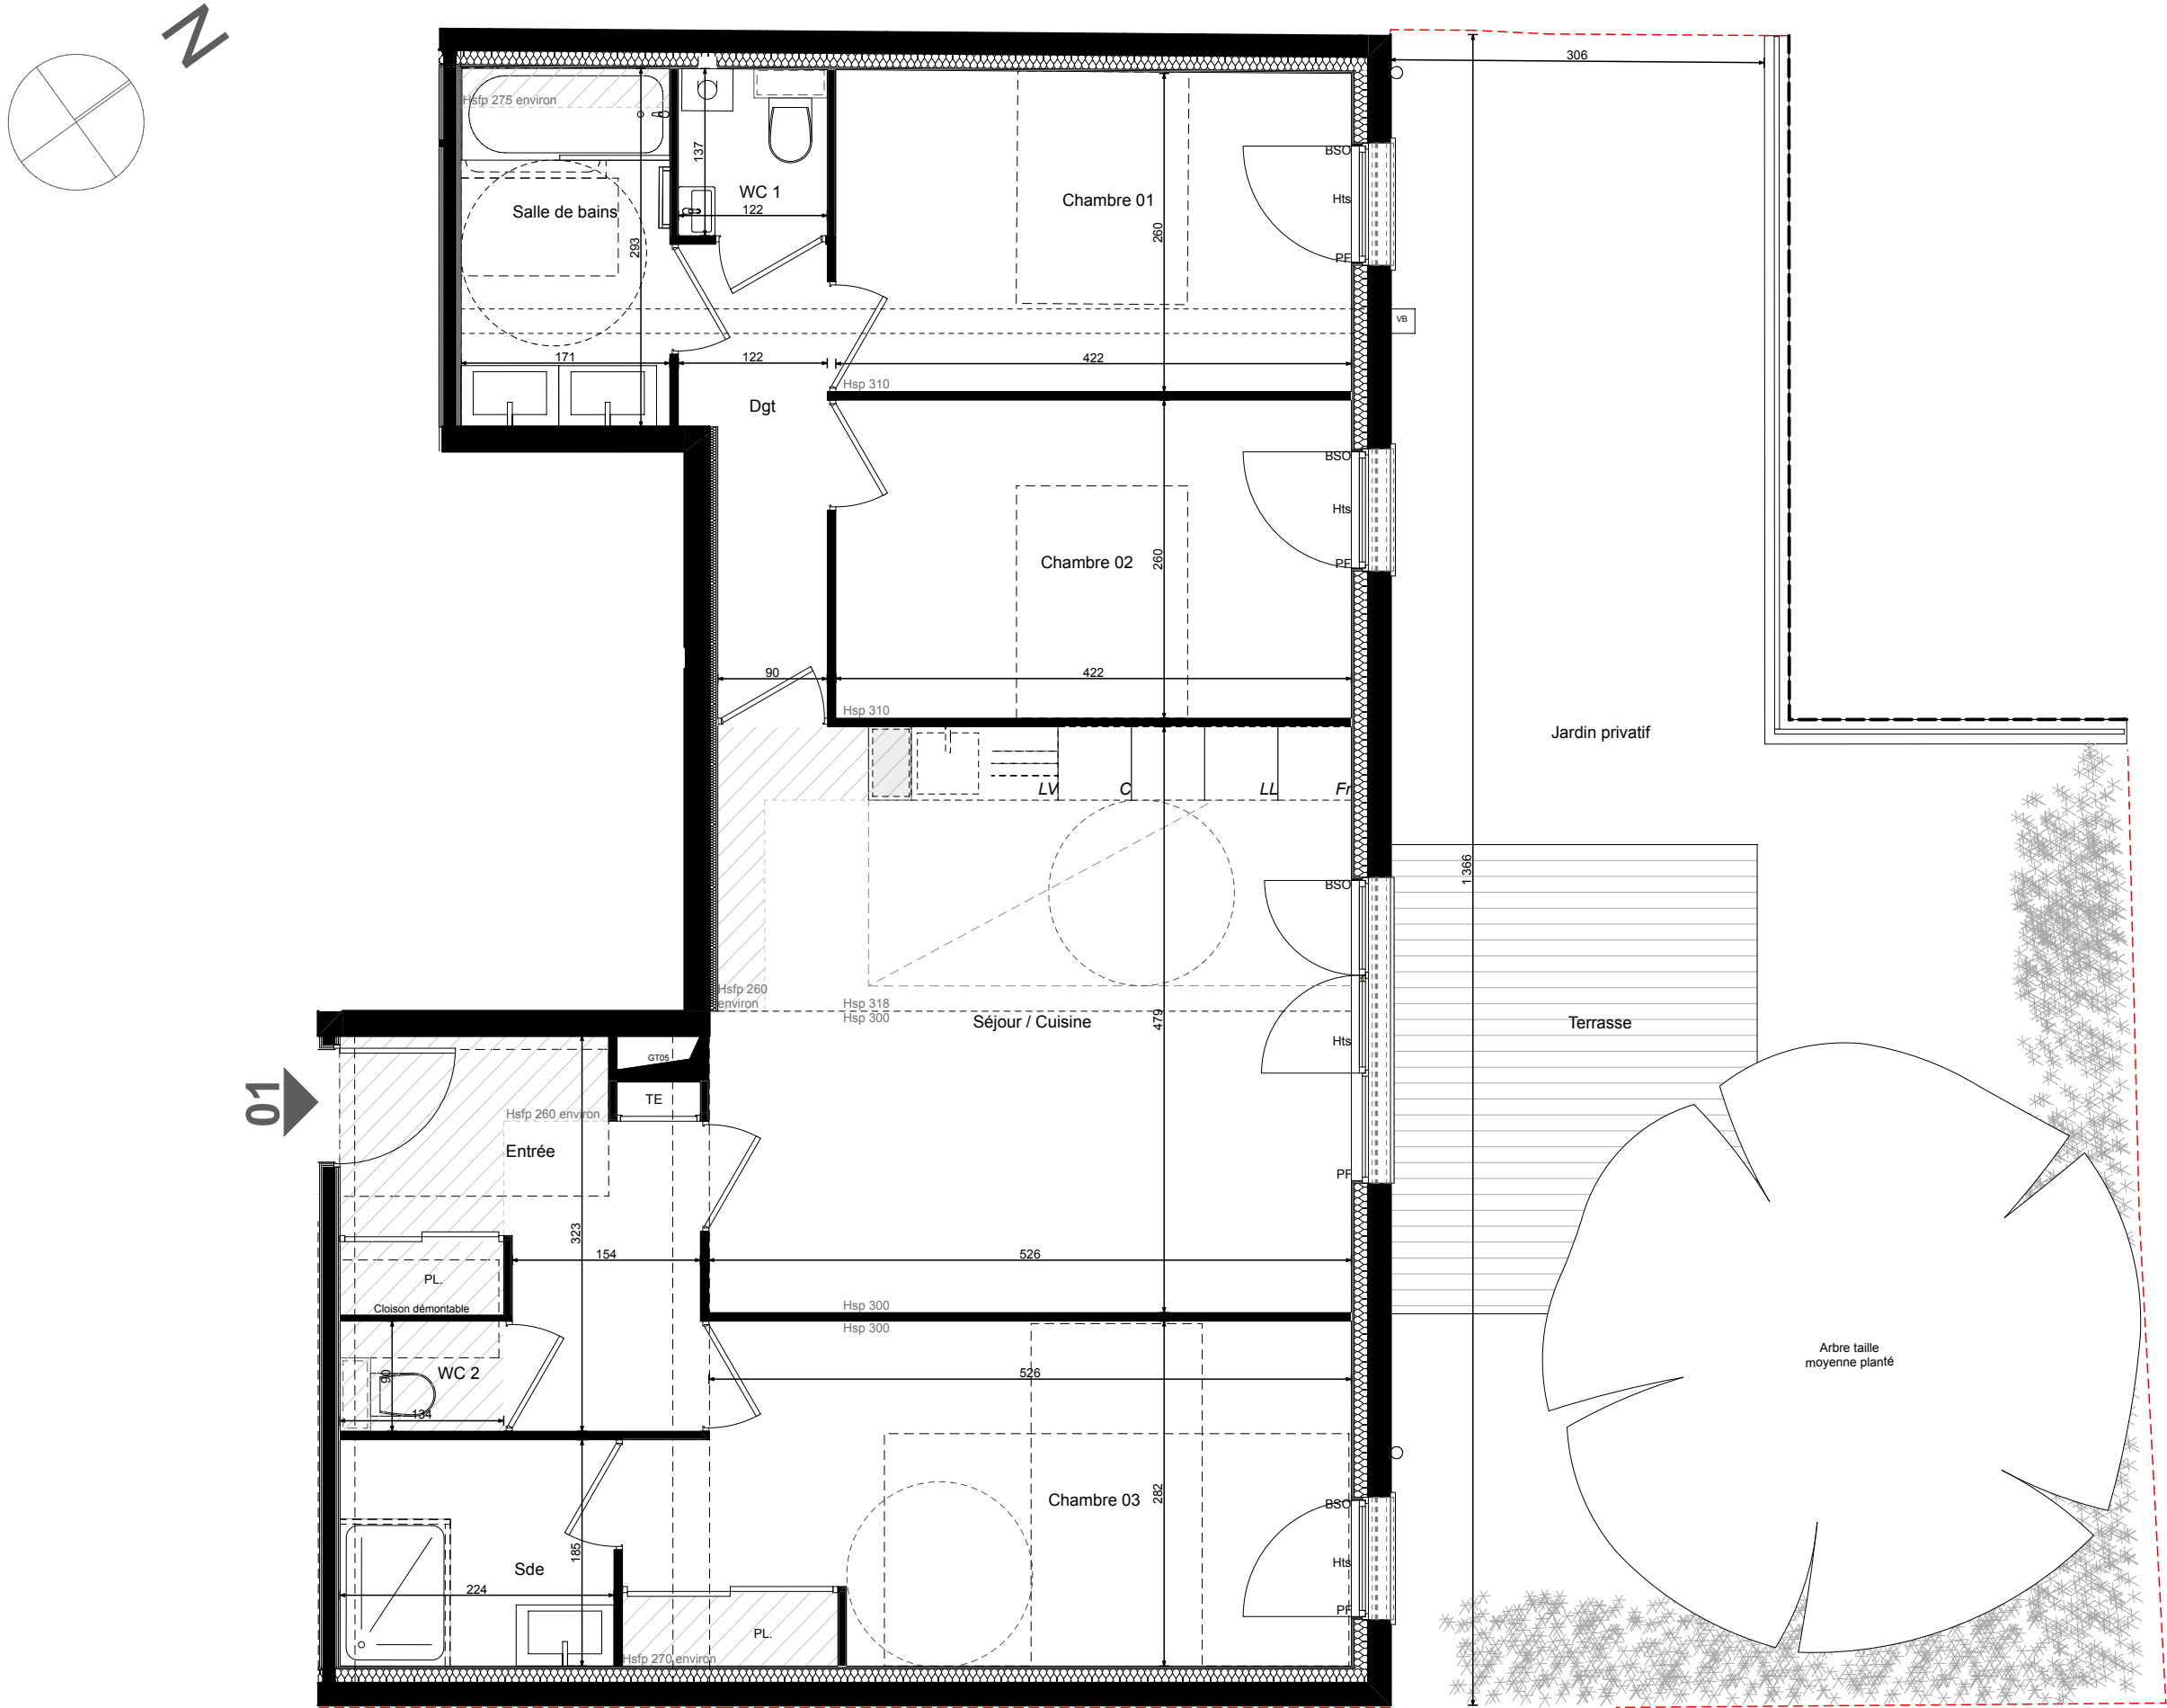 N
306
Hsfp 275 environ
137
WC 1
122
Salle de bains
293
Chambre 01
260
BSO
Hts
PF
VB
171
122
422
Hsp 310
Dgt
BSO
Hts
PF
Chambre 02
260
90
422
Hsp 310
Jardin privatif
LV
C
LL
Fr
1366
BSO
Hsfp 260
environ
Hsp 318
Hsp 300
Séjour / Cuisine
479
Terrasse
Hts
GT05
TE
01
Hsfp 260 environ
Entrée
PF
323
154
526
PL.
Cloison démontable
Hsp 300
Hsp 300
Arbre taille
moyenne planté
WC 2
90
134
526
Chambre 03
282
BSO
Hts
PF
185
Sde
224
PL.
Hsfp 270 environ